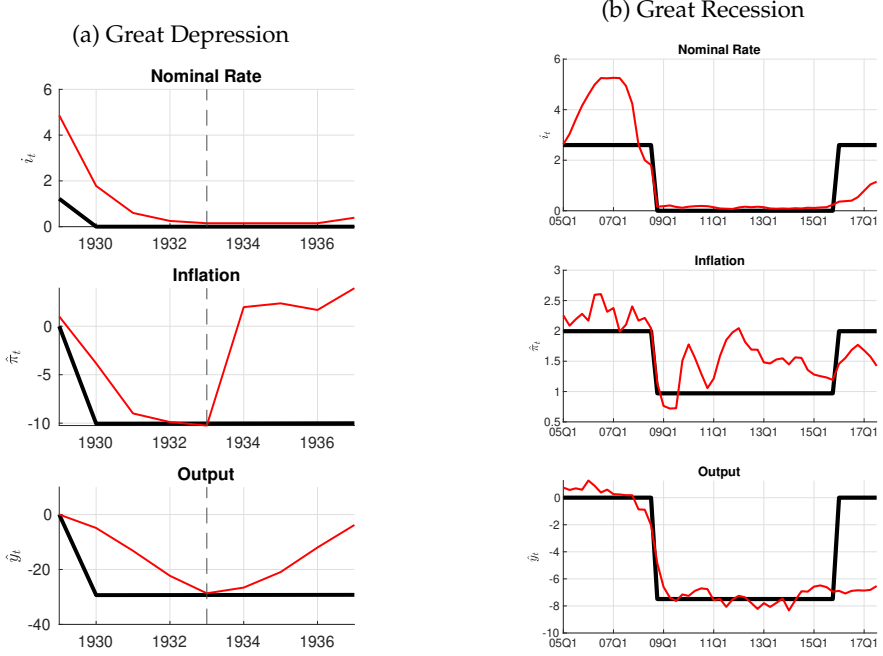 (a) Great Depression
Nominal Rate
6
4
2
0
i_t
1930 1932 1934 1936
Inflation
0
-5
-10
π̂_t
1930 1932 1934 1936
Output
0
-20
-40
ŷ_t
1930 1932 1934 1936
(b) Great Recession
Nominal Rate
6
4
2
0
i_t
05Q1 07Q1 09Q1 11Q1 13Q1 15Q1 17Q1
Inflation
3
2.5
2
1.5
1
0.5
π̂_t
05Q1 07Q1 09Q1 11Q1 13Q1 15Q1 17Q1
Output
0
-2
-4
-6
-8
-10
ŷ_t
05Q1 07Q1 09Q1 11Q1 13Q1 15Q1 17Q1